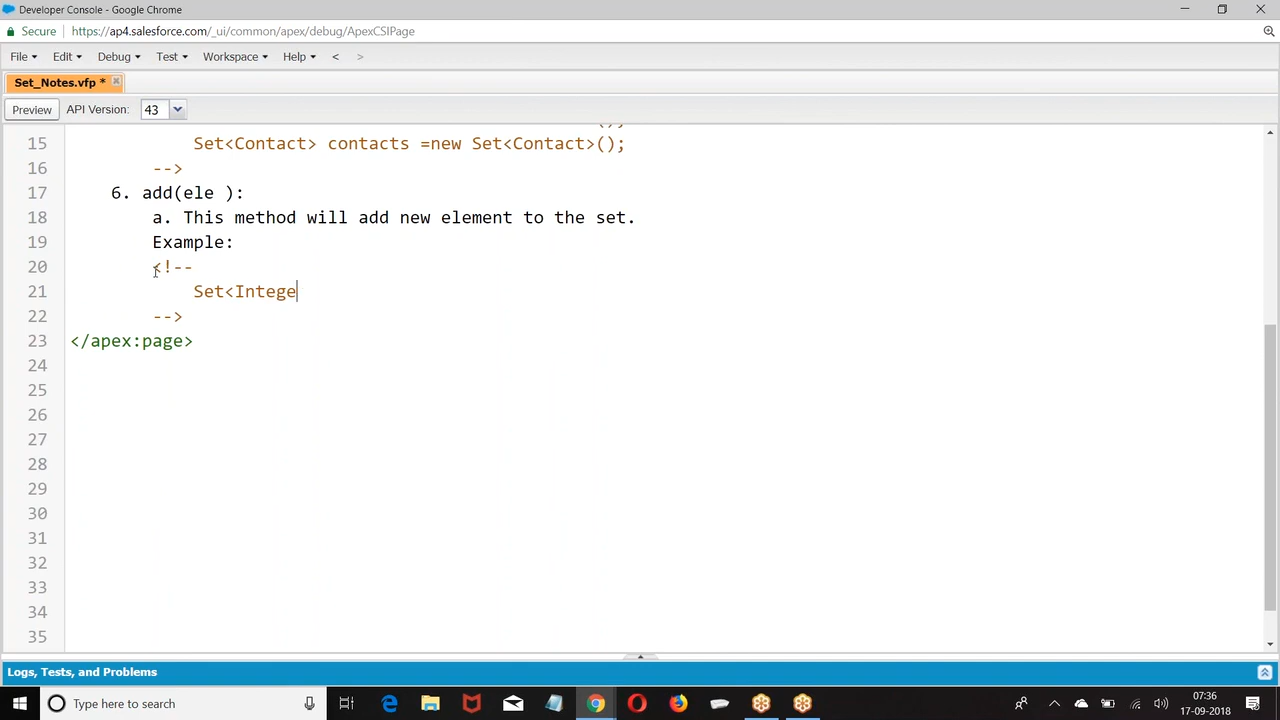 Developer Console - Google Chrome
Secure | https://ap4.salesforce.com/_ui/common/apex/debug/ApexCSIPage
File Edit Debug Test Workspace Help < >
Set_Notes.vfp *
Preview API Version: 43
15 Set<Contact> contacts =new Set<Contact>();
16 -->
17 6. add(ele ):
18 a. This method will add new element to the set.
19 Example:
20 <!--
21 Set<Intege
22 -->
23 </apex:page>
24
25
26
27
28
29
30
31
32
33
34
35
Logs, Tests, and Problems
Type here to search
07:36
17-09-2018